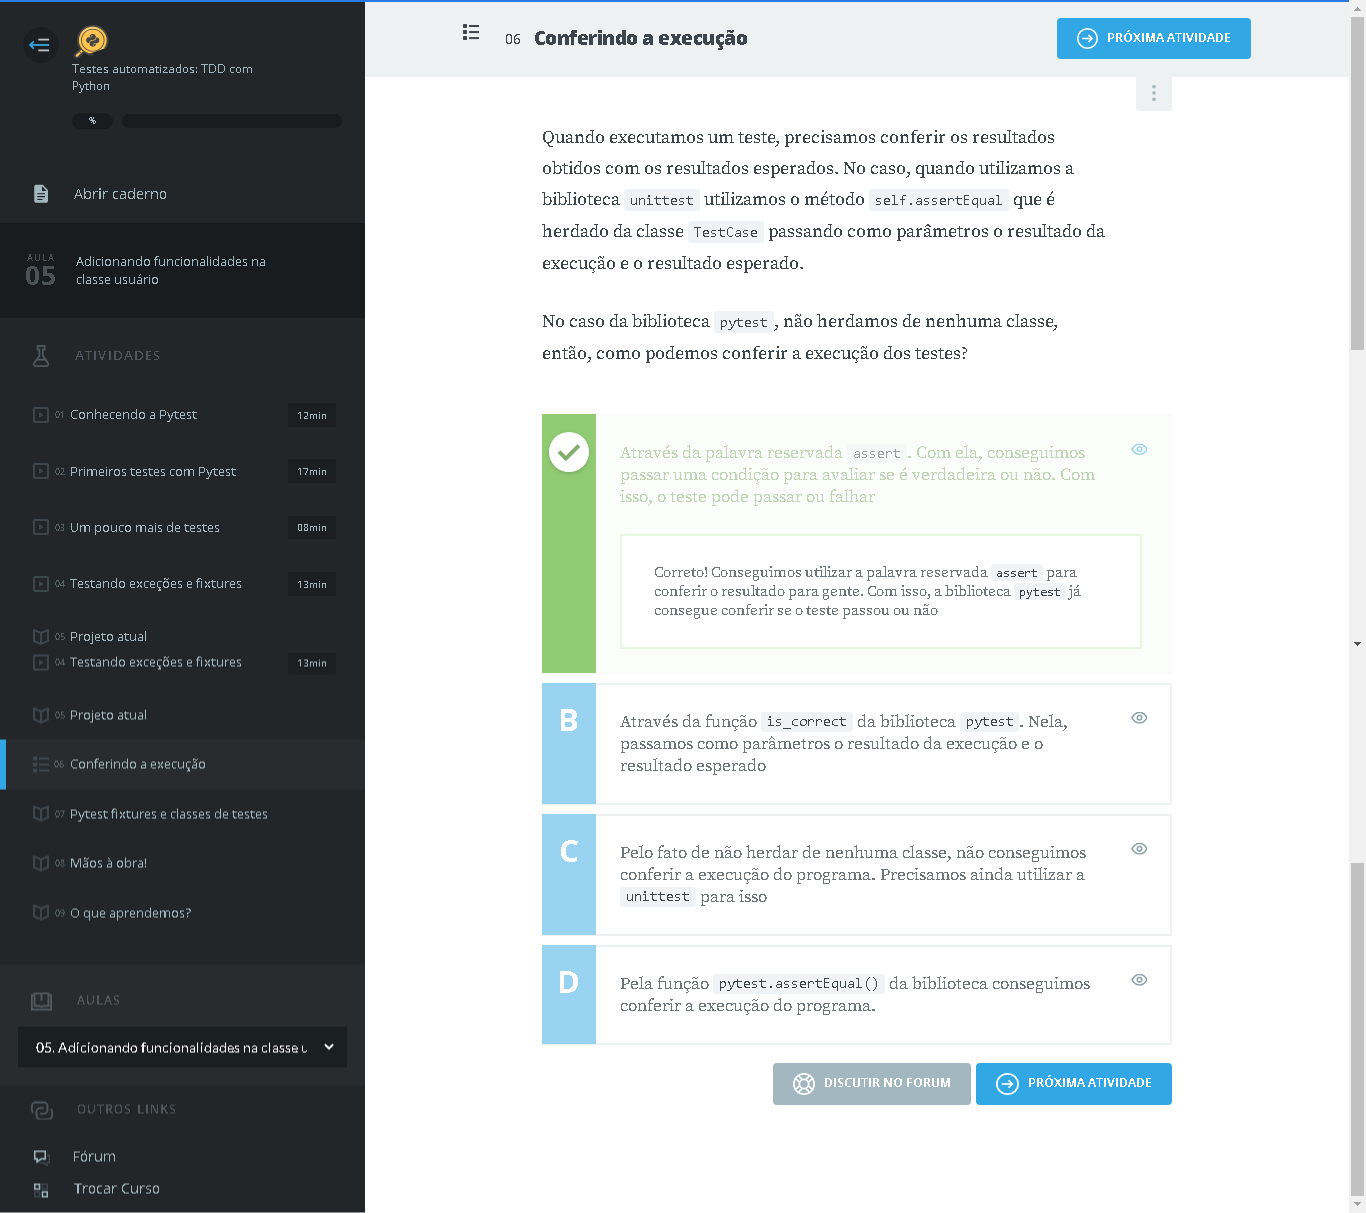 Testes automatizados: TDD com
Python
%
Abrir caderno
AULA
05
Adicionando funcionalidades na
classe usuário
ATIVIDADES
01 Conhecendo a Pytest 12min
02 Primeiros testes com Pytest 17min
03 Um pouco mais de testes 08min
04 Testando exceções e fixtures 13min
05 Projeto atual
04 Testando exceções e fixtures 13min
05 Projeto atual
06 Conferindo a execução
07 Pytest fixtures e classes de testes
08 Mãos à obra!
09 O que aprendemos?
AULAS
05. Adicionando funcionalidades na classe u
OUTROS LINKS
Fórum
Trocar Curso
06 Conferindo a execução
PRÓXIMA ATIVIDADE
Quando executamos um teste, precisamos conferir os resultados
obtidos com os resultados esperados. No caso, quando utilizamos a
biblioteca unittest utilizamos o método self.assertEqual que é
herdado da classe TestCase passando como parâmetros o resultado da
execução e o resultado esperado.
No caso da biblioteca pytest, não herdamos de nenhuma classe,
então, como podemos conferir a execução dos testes?
Através da palavra reservada assert. Com ela, conseguimos
passar uma condição para avaliar se é verdadeira ou não. Com
isso, o teste pode passar ou falhar
Correto! Conseguimos utilizar a palavra reservada assert para
conferir o resultado para gente. Com isso, a biblioteca pytest já
consegue conferir se o teste passou ou não
B
Através da função is_correct da biblioteca pytest. Nela,
passamos como parâmetros o resultado da execução e o
resultado esperado
C
Pelo fato de não herdar de nenhuma classe, não conseguimos
conferir a execução do programa. Precisamos ainda utilizar a
unittest para isso
D
Pela função pytest.assertEqual() da biblioteca conseguimos
conferir a execução do programa.
DISCUTIR NO FORUM
PRÓXIMA ATIVIDADE